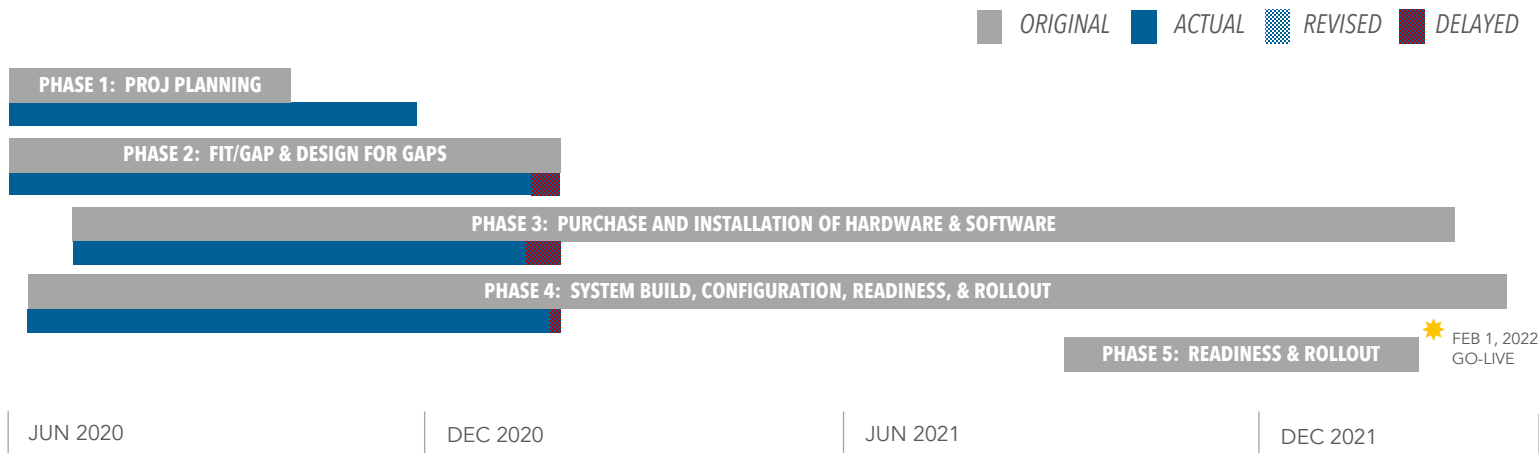 ORIGINAL ACTUAL REVISED DELAYED
PHASE 1: PROJ PLANNING
PHASE 2: FIT/GAP & DESIGN FOR GAPS
PHASE 3: PURCHASE AND INSTALLATION OF HARDWARE & SOFTWARE
PHASE 4: SYSTEM BUILD, CONFIGURATION, READINESS, & ROLLOUT
PHASE 5: READINESS & ROLLOUT
FEB 1, 2022
GO-LIVE
JUN 2020 DEC 2020 JUN 2021 DEC 2021